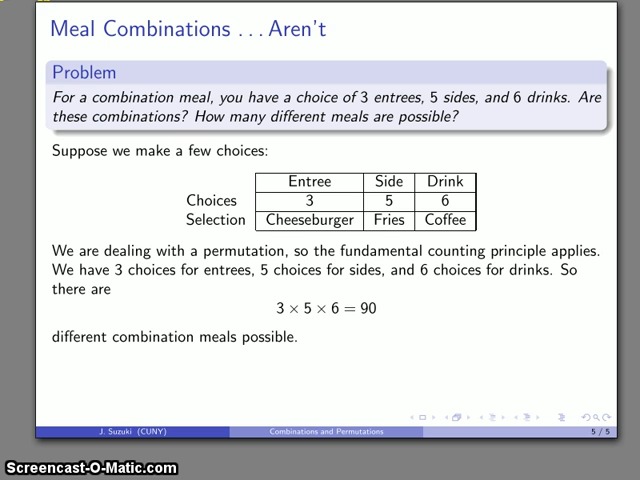 Meal Combinations . . . Aren't
Problem
For a combination meal, you have a choice of 3 entrees, 5 sides, and 6 drinks. Are
these combinations? How many different meals are possible?
Suppose we make a few choices:
Entree Side Drink
Choices 3 5 6
Selection Cheeseburger Fries Coffee
We are dealing with a permutation, so the fundamental counting principle applies.
We have 3 choices for entrees, 5 choices for sides, and 6 choices for drinks. So
there are
3 × 5 × 6 = 90
different combination meals possible.
J. Suzuki (CUNY) Combinations and Permutations 5 / 5
Screencast-O-Matic.com